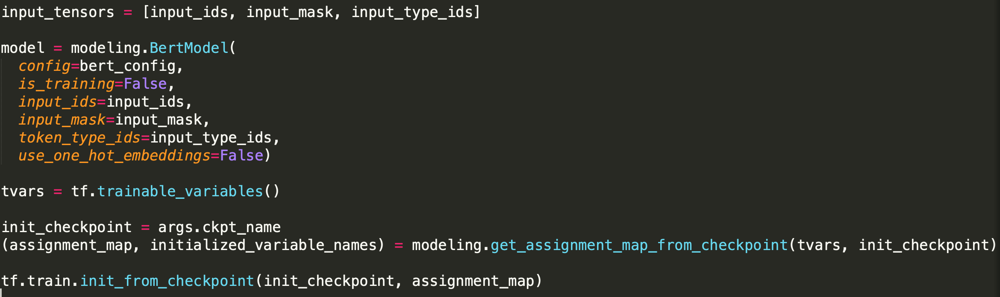 input_tensors = [input_ids, input_mask, input_type_ids]
model = modeling.BertModel(
config=bert_config,
is_training=False,
input_ids=input_ids,
input_mask=input_mask,
token_type_ids=input_type_ids,
use_one_hot_embeddings=False)
tvars = tf.trainable_variables()
init_checkpoint = args.ckpt_name
(assignment_map, initialized_variable_names) = modeling.get_assignment_map_from_checkpoint(tvars, init_checkpoint)
tf.train.init_from_checkpoint(init_checkpoint, assignment_map)